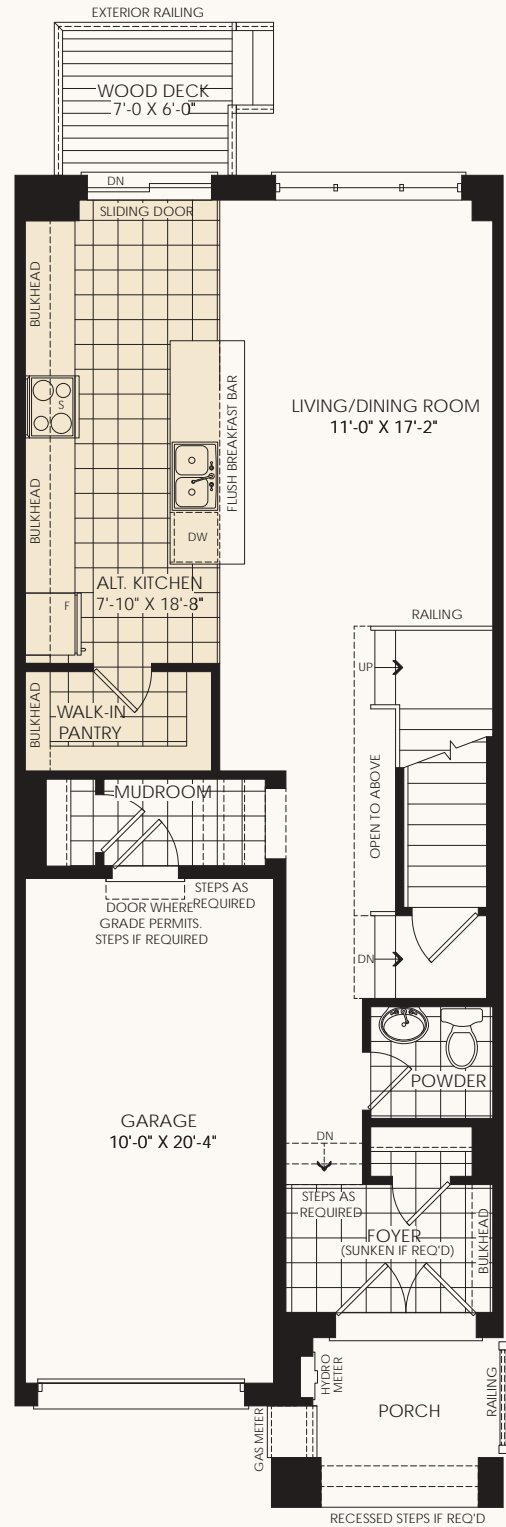 EXTERIOR RAILING
WOOD DECK
7'-0 X 6'-0"
DN
SLIDING DOOR
BULKHEAD
S
LIVING/DINING ROOM
11'-0" X 17'-2"
FLUSH BREAKFAST BAR
BULKHEAD
DW
ALT. KITCHEN
7'-10" X 18'-8"
F
RAILING
UP
BULKHEAD
WALK-IN
PANTRY
OPEN TO ABOVE
MUDROOM
STEPS AS
REQUIRED
DOOR WHERE
GRADE PERMITS.
STEPS IF REQUIRED
DN
POWDER
GARAGE
10'-0" X 20'-4"
DN
STEPS AS
REQUIRED
FOYER
(SUNKEN IF REQ'D)
BULKHEAD
HYDRO
METER
PORCH
RAILING
GAS METER
RECESSED STEPS IF REQ'D